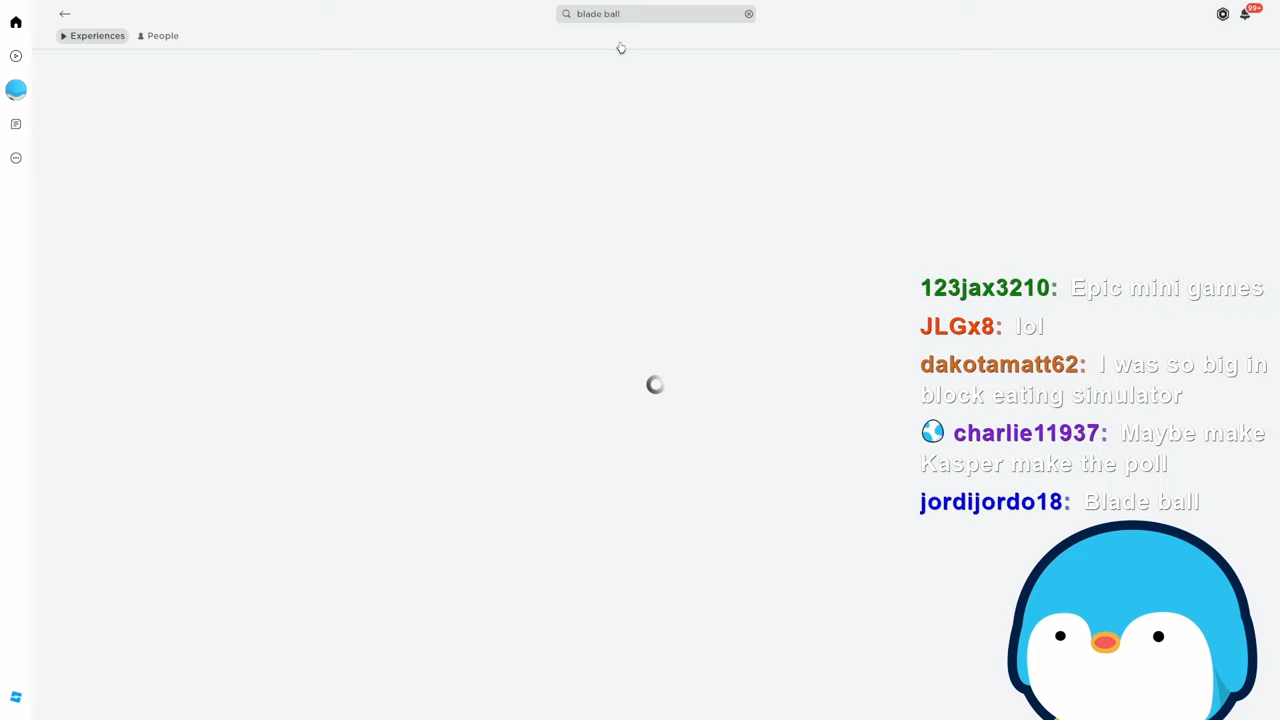 blade ball
99+
Experiences
People
123jax3210: Epic mini games
JLGx8: lol
dakotamatt62: I was so big in
block eating simulator
charlie11937: Maybe make
Kasper make the poll
jordijordo18: Blade ball